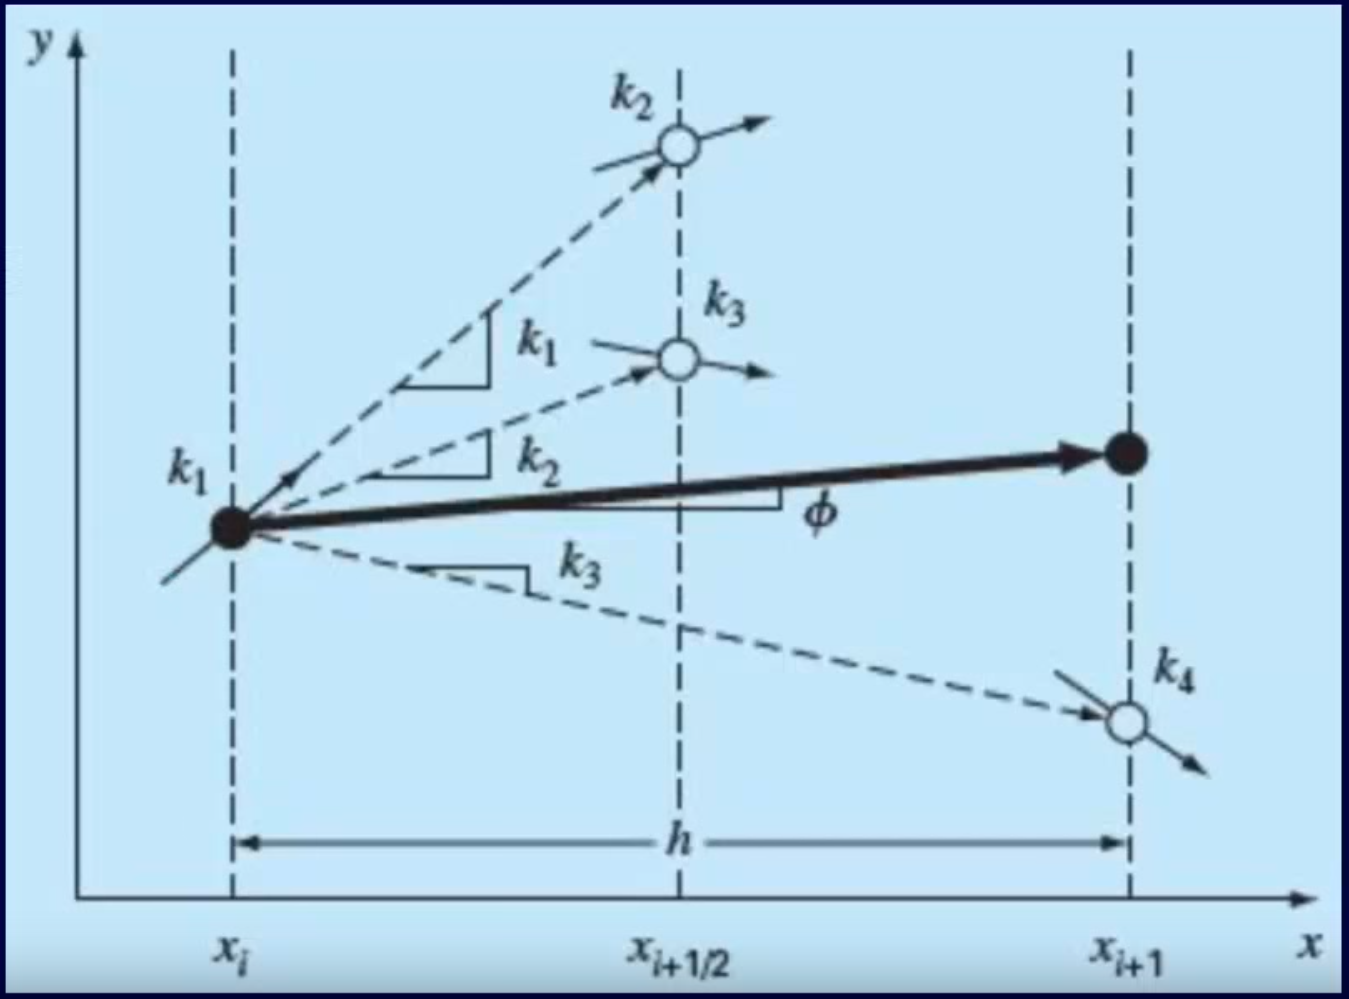 y
k₂
k₃
k₁
k₁
k₂
ϕ
k₃
k₄
h
xᵢ
xᵢ₊₁/₂
xᵢ₊₁
x